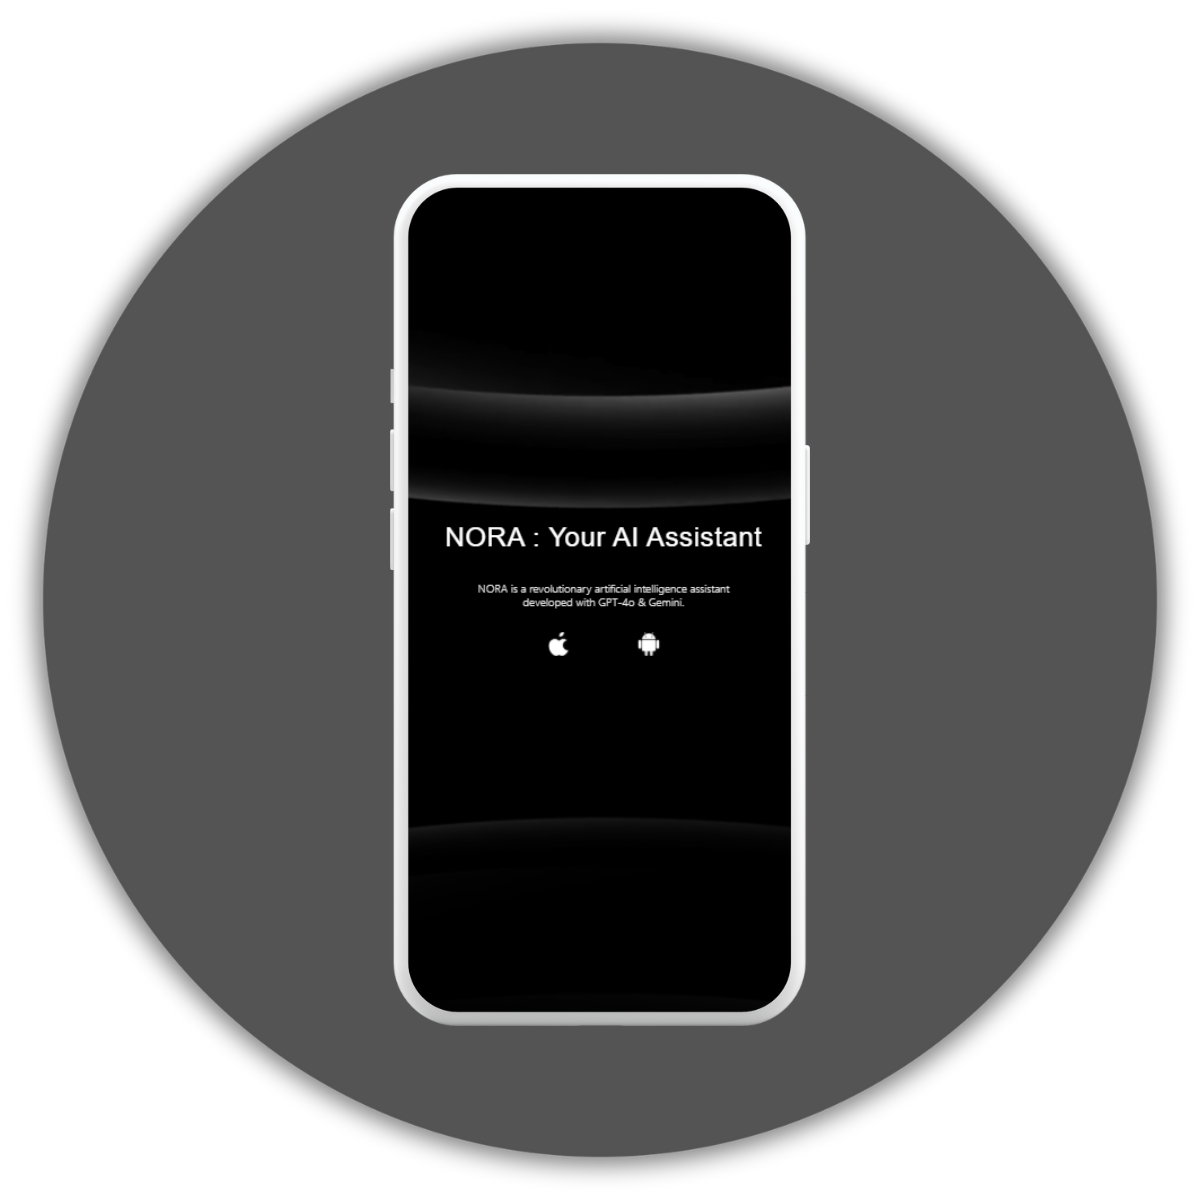 NORA : Your AI Assistant
NORA is a revolutionary artificial intelligence assistant
developed with GPT-4o & Gemini.